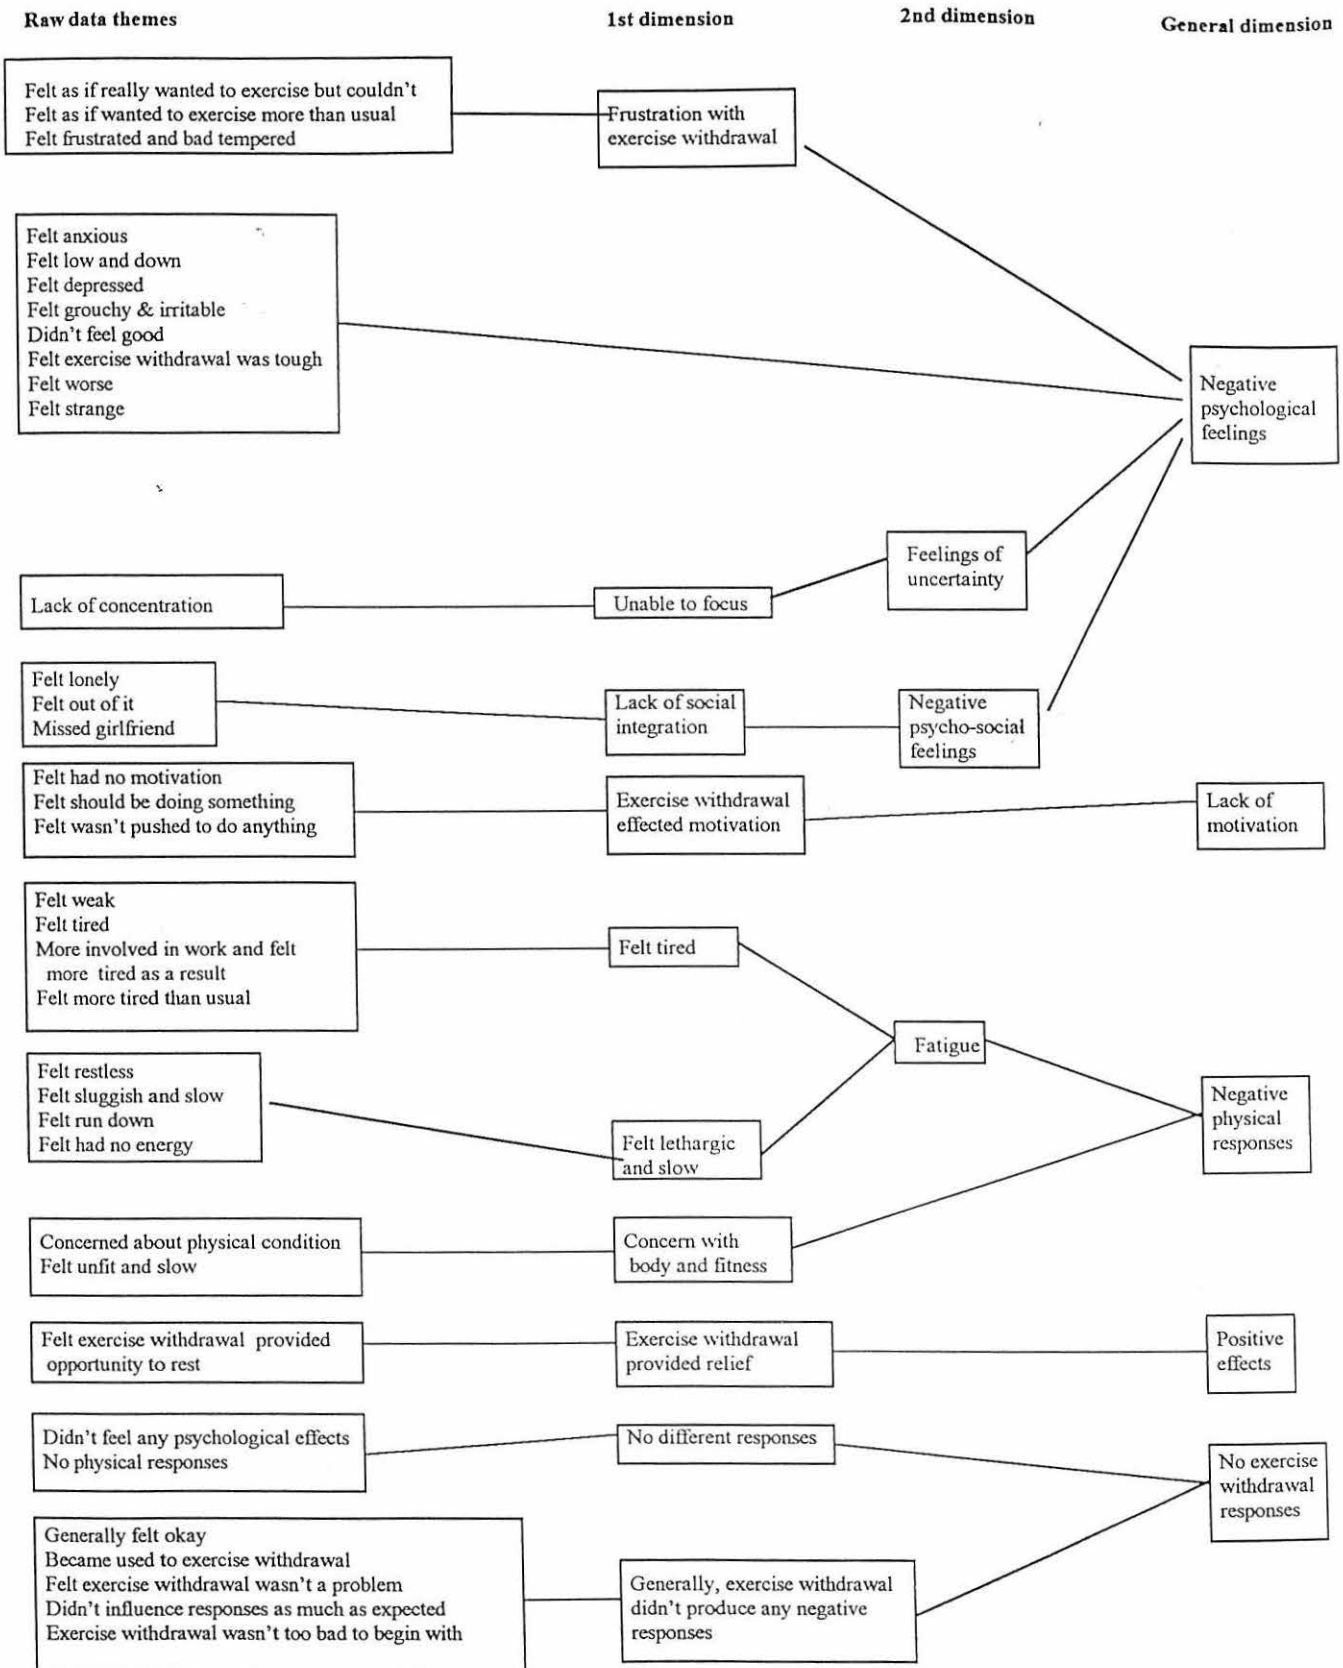 Raw data themes
1st dimension
2nd dimension
General dimension
Felt as if really wanted to exercise but couldn't
Felt as if wanted to exercise more than usual
Felt frustrated and bad tempered
Frustration with
exercise withdrawal
Felt anxious
Felt low and down
Felt depressed
Felt grouchy & irritable
Didn't feel good
Felt exercise withdrawal was tough
Felt worse
Felt strange
Negative
psychological
feelings
Lack of concentration
Unable to focus
Feelings of
uncertainty
Felt lonely
Felt out of it
Missed girlfriend
Lack of social
integration
Negative
psycho-social
feelings
Felt had no motivation
Felt should be doing something
Felt wasn't pushed to do anything
Exercise withdrawal
effected motivation
Lack of
motivation
Felt weak
Felt tired
More involved in work and felt
more tired as a result
Felt more tired than usual
Felt tired
Fatigue
Felt restless
Felt sluggish and slow
Felt run down
Felt had no energy
Felt lethargic
and slow
Negative
physical
responses
Concerned about physical condition
Felt unfit and slow
Concern with
body and fitness
Felt exercise withdrawal provided
opportunity to rest
Exercise withdrawal
provided relief
Positive
effects
Didn't feel any psychological effects
No physical responses
No different responses
No exercise
withdrawal
responses
Generally felt okay
Became used to exercise withdrawal
Felt exercise withdrawal wasn't a problem
Didn't influence responses as much as expected
Exercise withdrawal wasn't too bad to begin with
Generally, exercise withdrawal
didn't produce any negative
responses